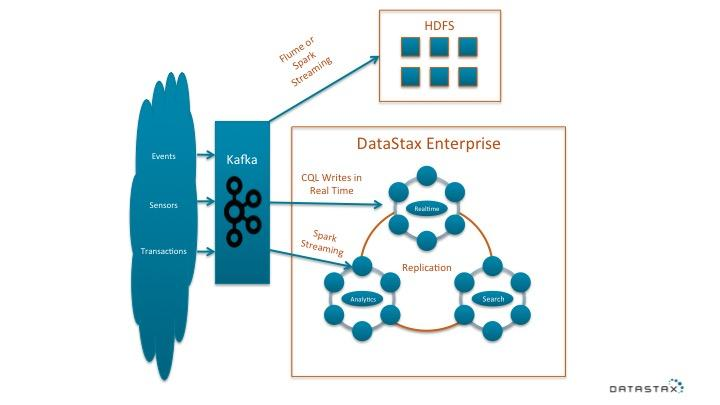 HDFS
Flume or
Spark
Streaming
DataStax Enterprise
Events
Kafka
CQL Writes in
Real Time
Sensors
Realtime
Spark
Streaming
Transactions
Replication
Analytics
Search
DATASTAX